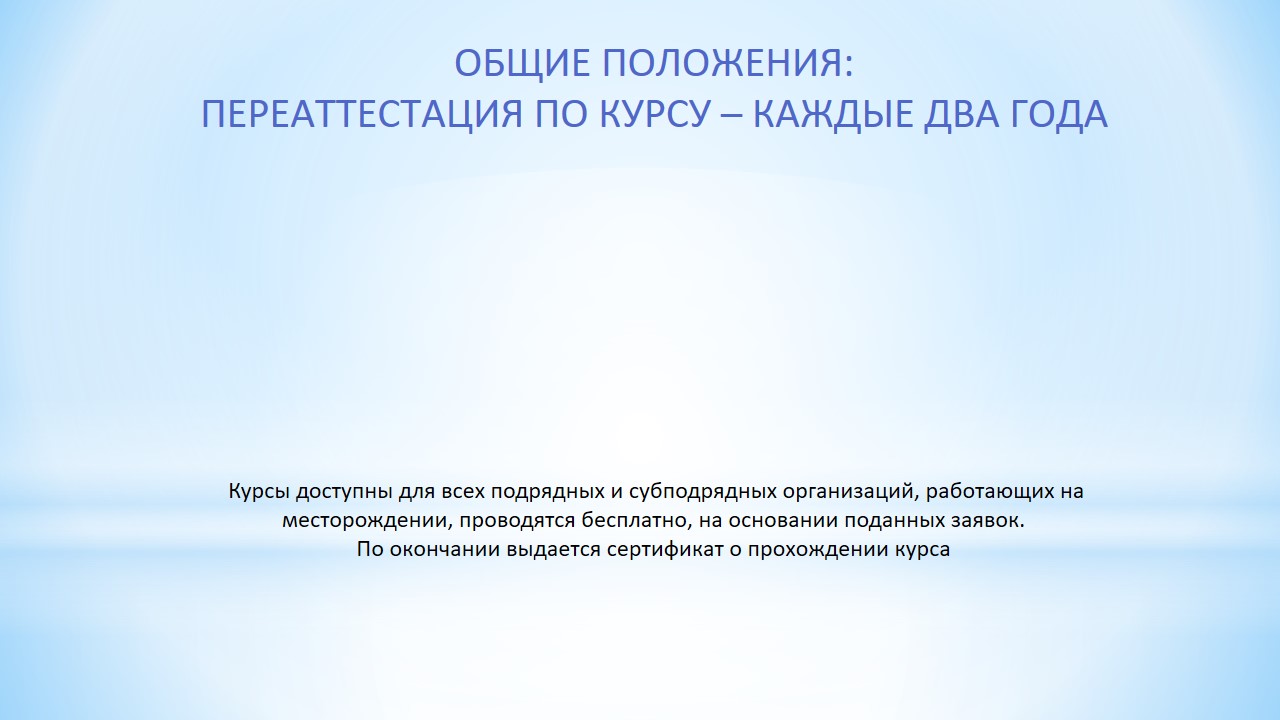 ОБЩИЕ ПОЛОЖЕНИЯ:
ПЕРЕАТТЕСТАЦИЯ ПО КУРСУ – КАЖДЫЕ ДВА ГОДА
Курсы доступны для всех подрядных и субподрядных организаций, работающих на
месторождении, проводятся бесплатно, на основании поданных заявок.
По окончании выдается сертификат о прохождении курса